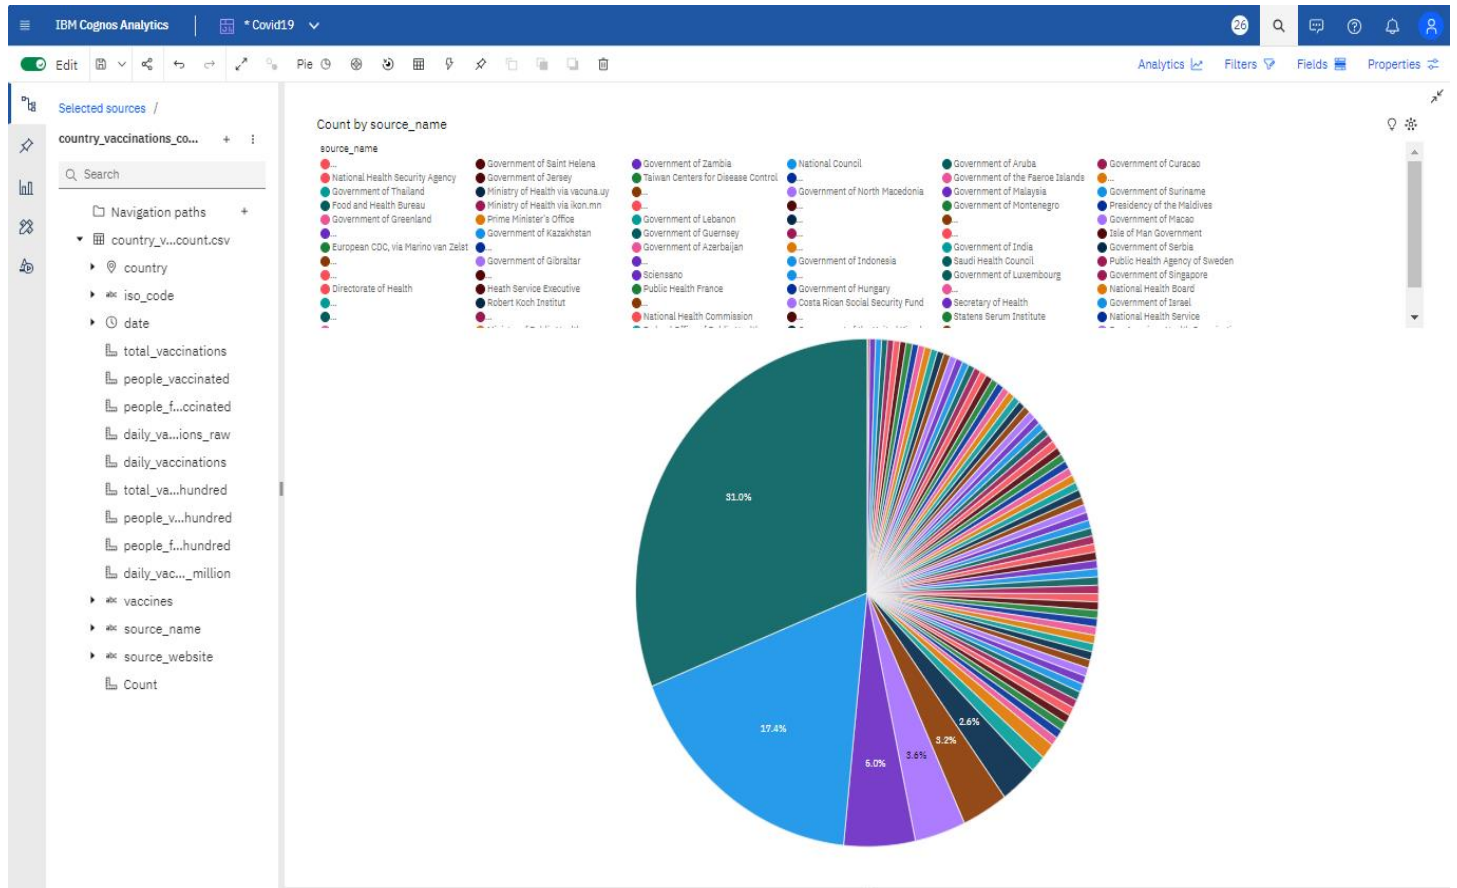 IBM Cognos Analytics
* Covid19
26
Edit
Pie
Analytics
Filters
Fields
Properties
Selected sources /
country_vaccinations_co...
Search
Navigation paths
country_v...count.csv
country
abc iso_code
date
total_vaccinations
people_vaccinated
people_f...ccinated
daily_va...ions_raw
daily_vaccinations
total_va...hundred
people_v...hundred
people_f...hundred
daily_vac..._million
abc vaccines
abc source_name
abc source_website
Count
Count by source_name
source_name
... Government of Saint Helena Government of Zambia National Council Government of Aruba Government of Curacao
National Health Security Agency Government of Jersey Taiwan Centers for Disease Control ... Government of the Faeroe Islands ...
Government of Thailand Ministry of Health via vacuna.uy ... Government of North Macedonia Government of Malaysia Government of Suriname
Food and Health Bureau Ministry of Health via ikon.mn ... ... Government of Montenegro Presidency of the Maldives
Government of Greenland Prime Minister's Office Government of Lebanon ... ... Government of Macao
... Government of Kazakhstan Government of Guernsey ... ... Isle of Man Government
European CDC, via Marino van Zelst ... Government of Azerbaijan ... Government of India Government of Serbia
... Government of Gibraltar ... Government of Indonesia Saudi Health Council Public Health Agency of Sweden
... ... Sciensano ... Government of Luxembourg Government of Singapore
Directorate of Health Heath Service Executive Public Health France Government of Hungary ... National Health Board
... Robert Koch Institut ... Costa Rican Social Security Fund Secretary of Health Government of Israel
... ... National Health Commission ... Statens Serum Institute National Health Service
31.0%
17.4%
2.6%
3.2%
3.6%
5.0%